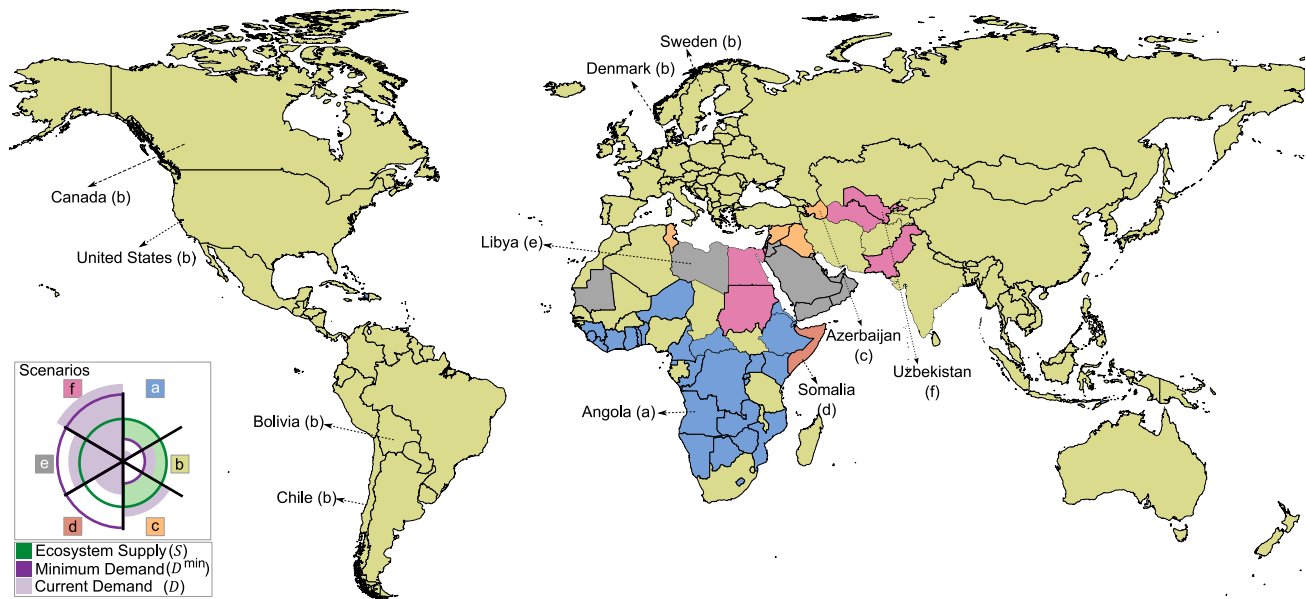 Sweden (b)
Denmark (b)
Canada (b)
United States (b)
Libya (e)
Azerbaijan
(c)
Uzbekistan
(f)
Somalia
(d)
Angola (a)
Bolivia (b)
Chile (b)
Scenarios
f a
e b
d c
Ecosystem Supply (S)
Minimum Demand (D^min)
Current Demand (D)